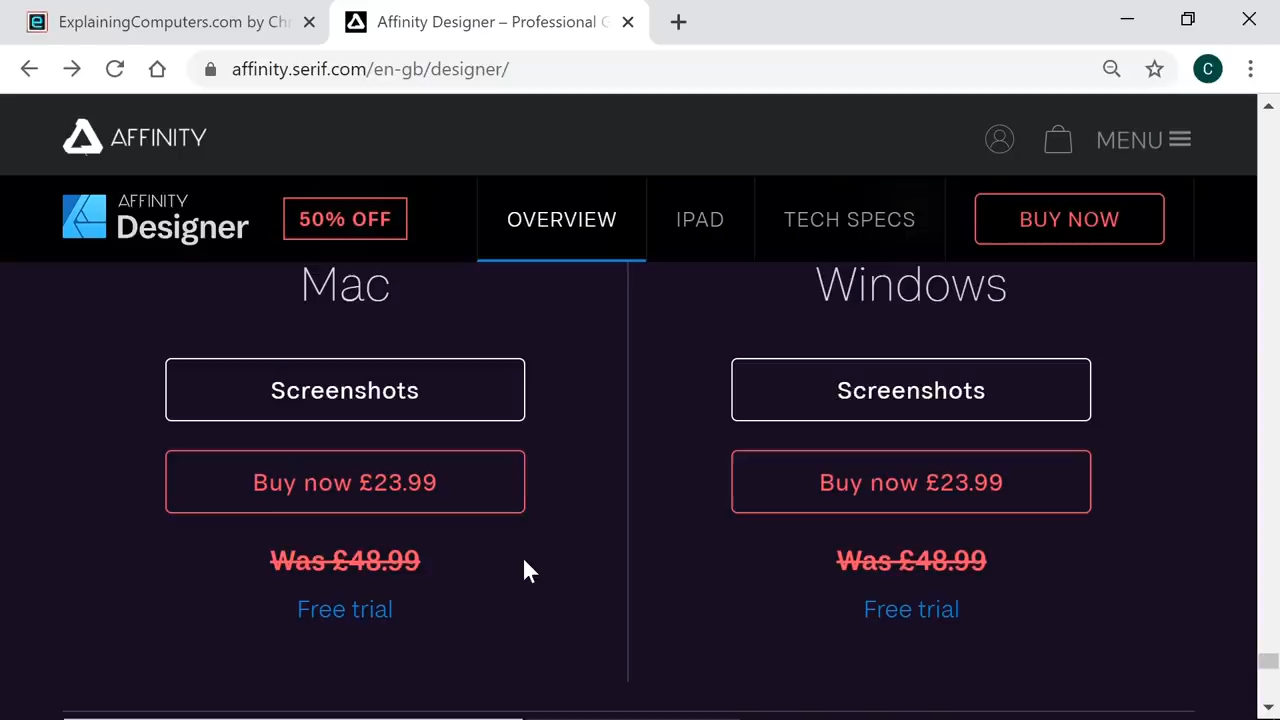 ExplainingComputers.com by Chr
Affinity Designer – Professional G
affinity.serif.com/en-gb/designer/
C
AFFINITY
MENU
AFFINITY
Designer
50% OFF
OVERVIEW
IPAD
TECH SPECS
BUY NOW
Mac
Windows
Screenshots
Screenshots
Buy now £23.99
Buy now £23.99
Was £48.99
Was £48.99
Free trial
Free trial